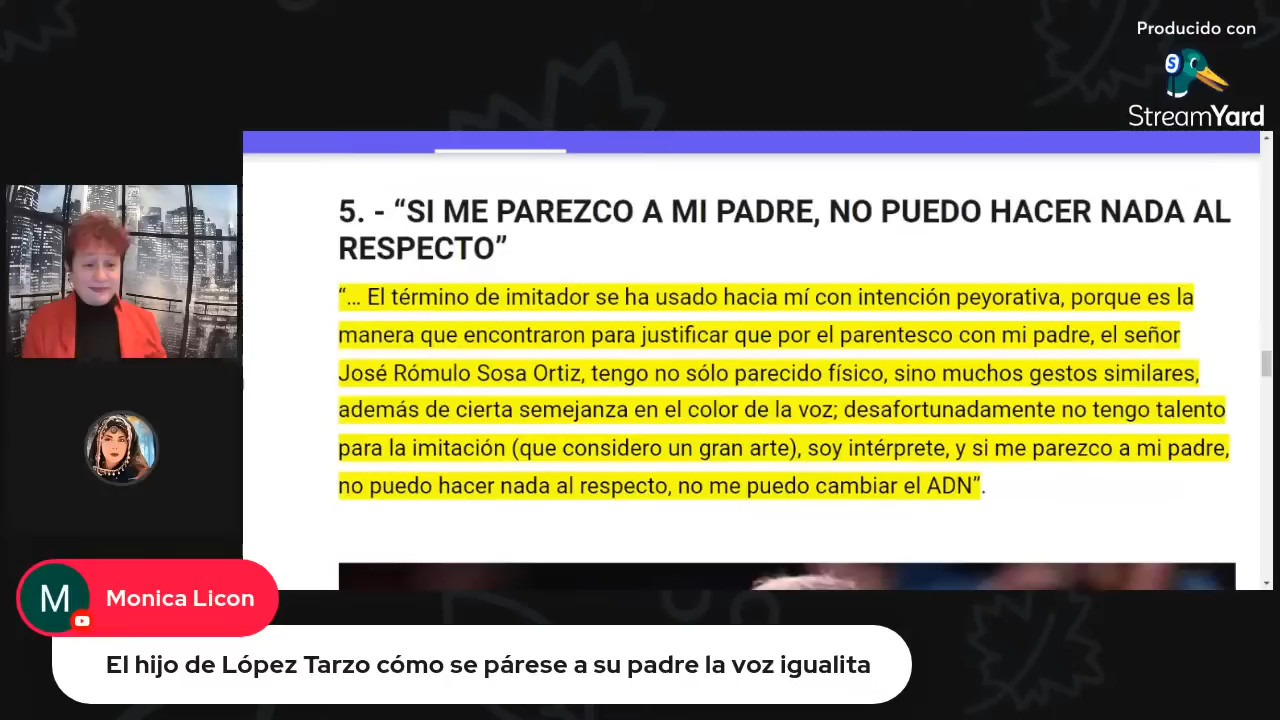 Producido con
StreamYard
5. - “SI ME PAREZCO A MI PADRE, NO PUEDO HACER NADA AL
RESPECTO”
“… El término de imitador se ha usado hacia mí con intención peyorativa, porque es la
manera que encontraron para justificar que por el parentesco con mi padre, el señor
José Rómulo Sosa Ortiz, tengo no sólo parecido físico, sino muchos gestos similares,
además de cierta semejanza en el color de la voz; desafortunadamente no tengo talento
para la imitación (que considero un gran arte), soy intérprete, y si me parezco a mi padre,
no puedo hacer nada al respecto, no me puedo cambiar el ADN”.
M
Monica Licon
El hijo de López Tarzo cómo se párese a su padre la voz igualita